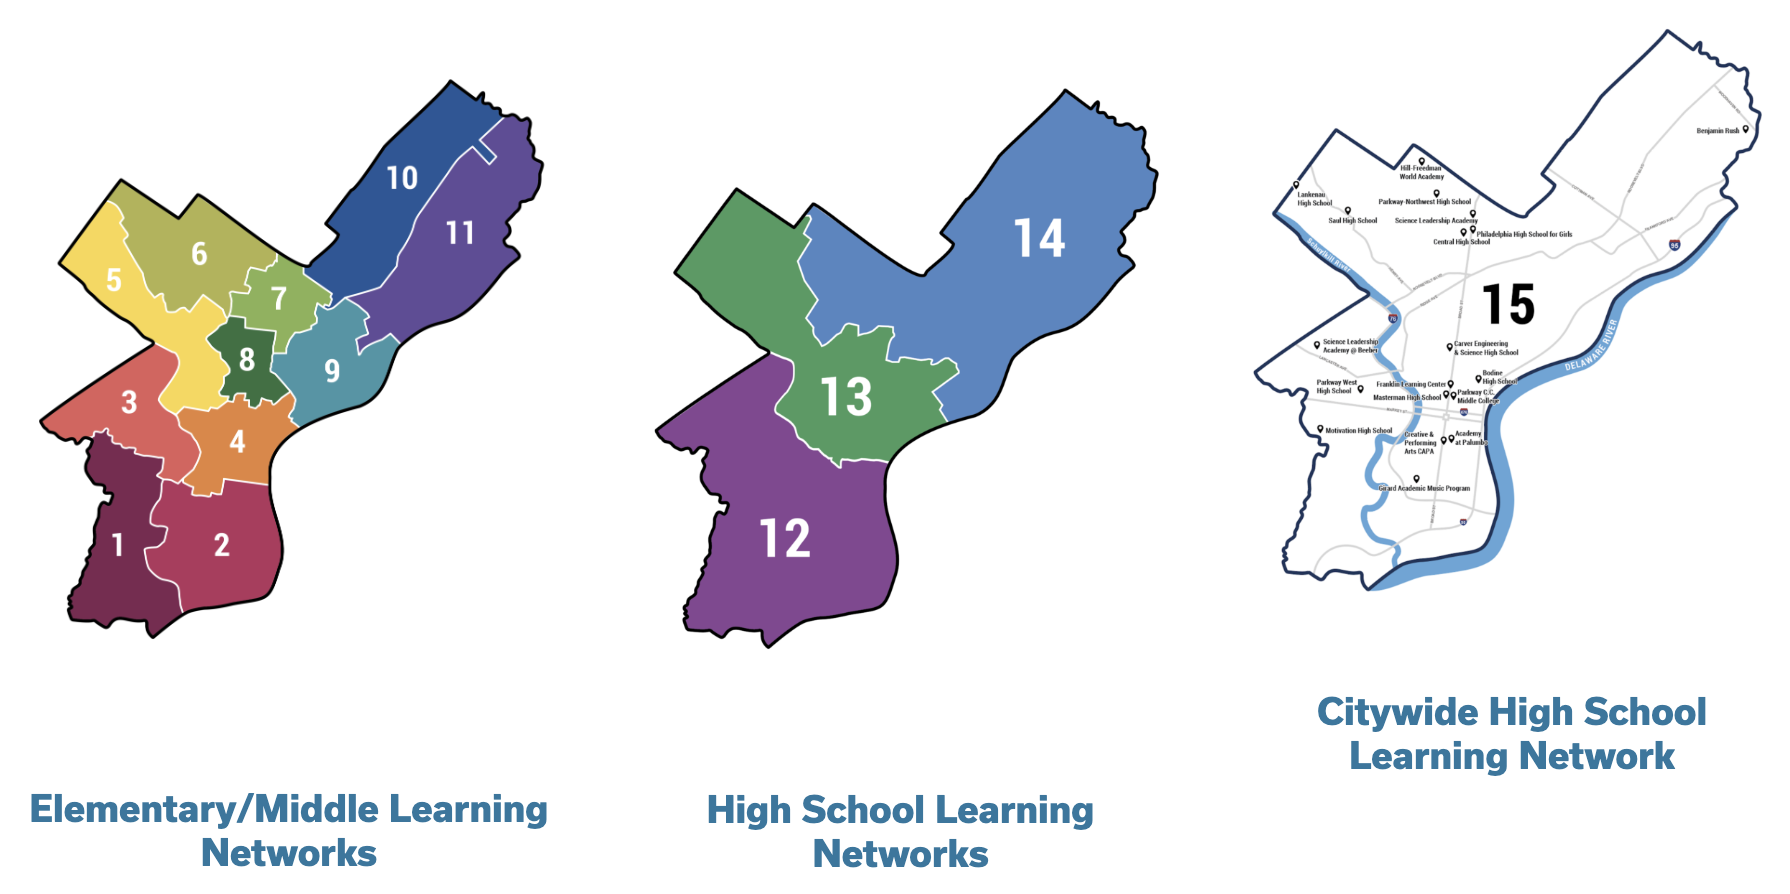 10
11
6
5
7
8
9
3
4
1
2
Elementary/Middle Learning
Networks
14
13
12
High School Learning
Networks
Benjamin Rush
Hill-Freedman
World Academy
Lankenau
High School
Parkway-Northwest High School
Saul High School
Science Leadership Academy
Philadelphia High School for Girls
Central High School
Schuylkill River
95
15
76
DELAWARE RIVER
Science Leadership
Academy @ Beeber
Carver Engineering
& Science High School
Parkway West
High School
Franklin Learning Center
Bodine
High School
Masterman High School
Parkway C.C.
Middle College
Motivation High School
Creative &
Performing
Arts CAPA
Academy
at Palumbo
Girard Academic Music Program
Citywide High School
Learning Network